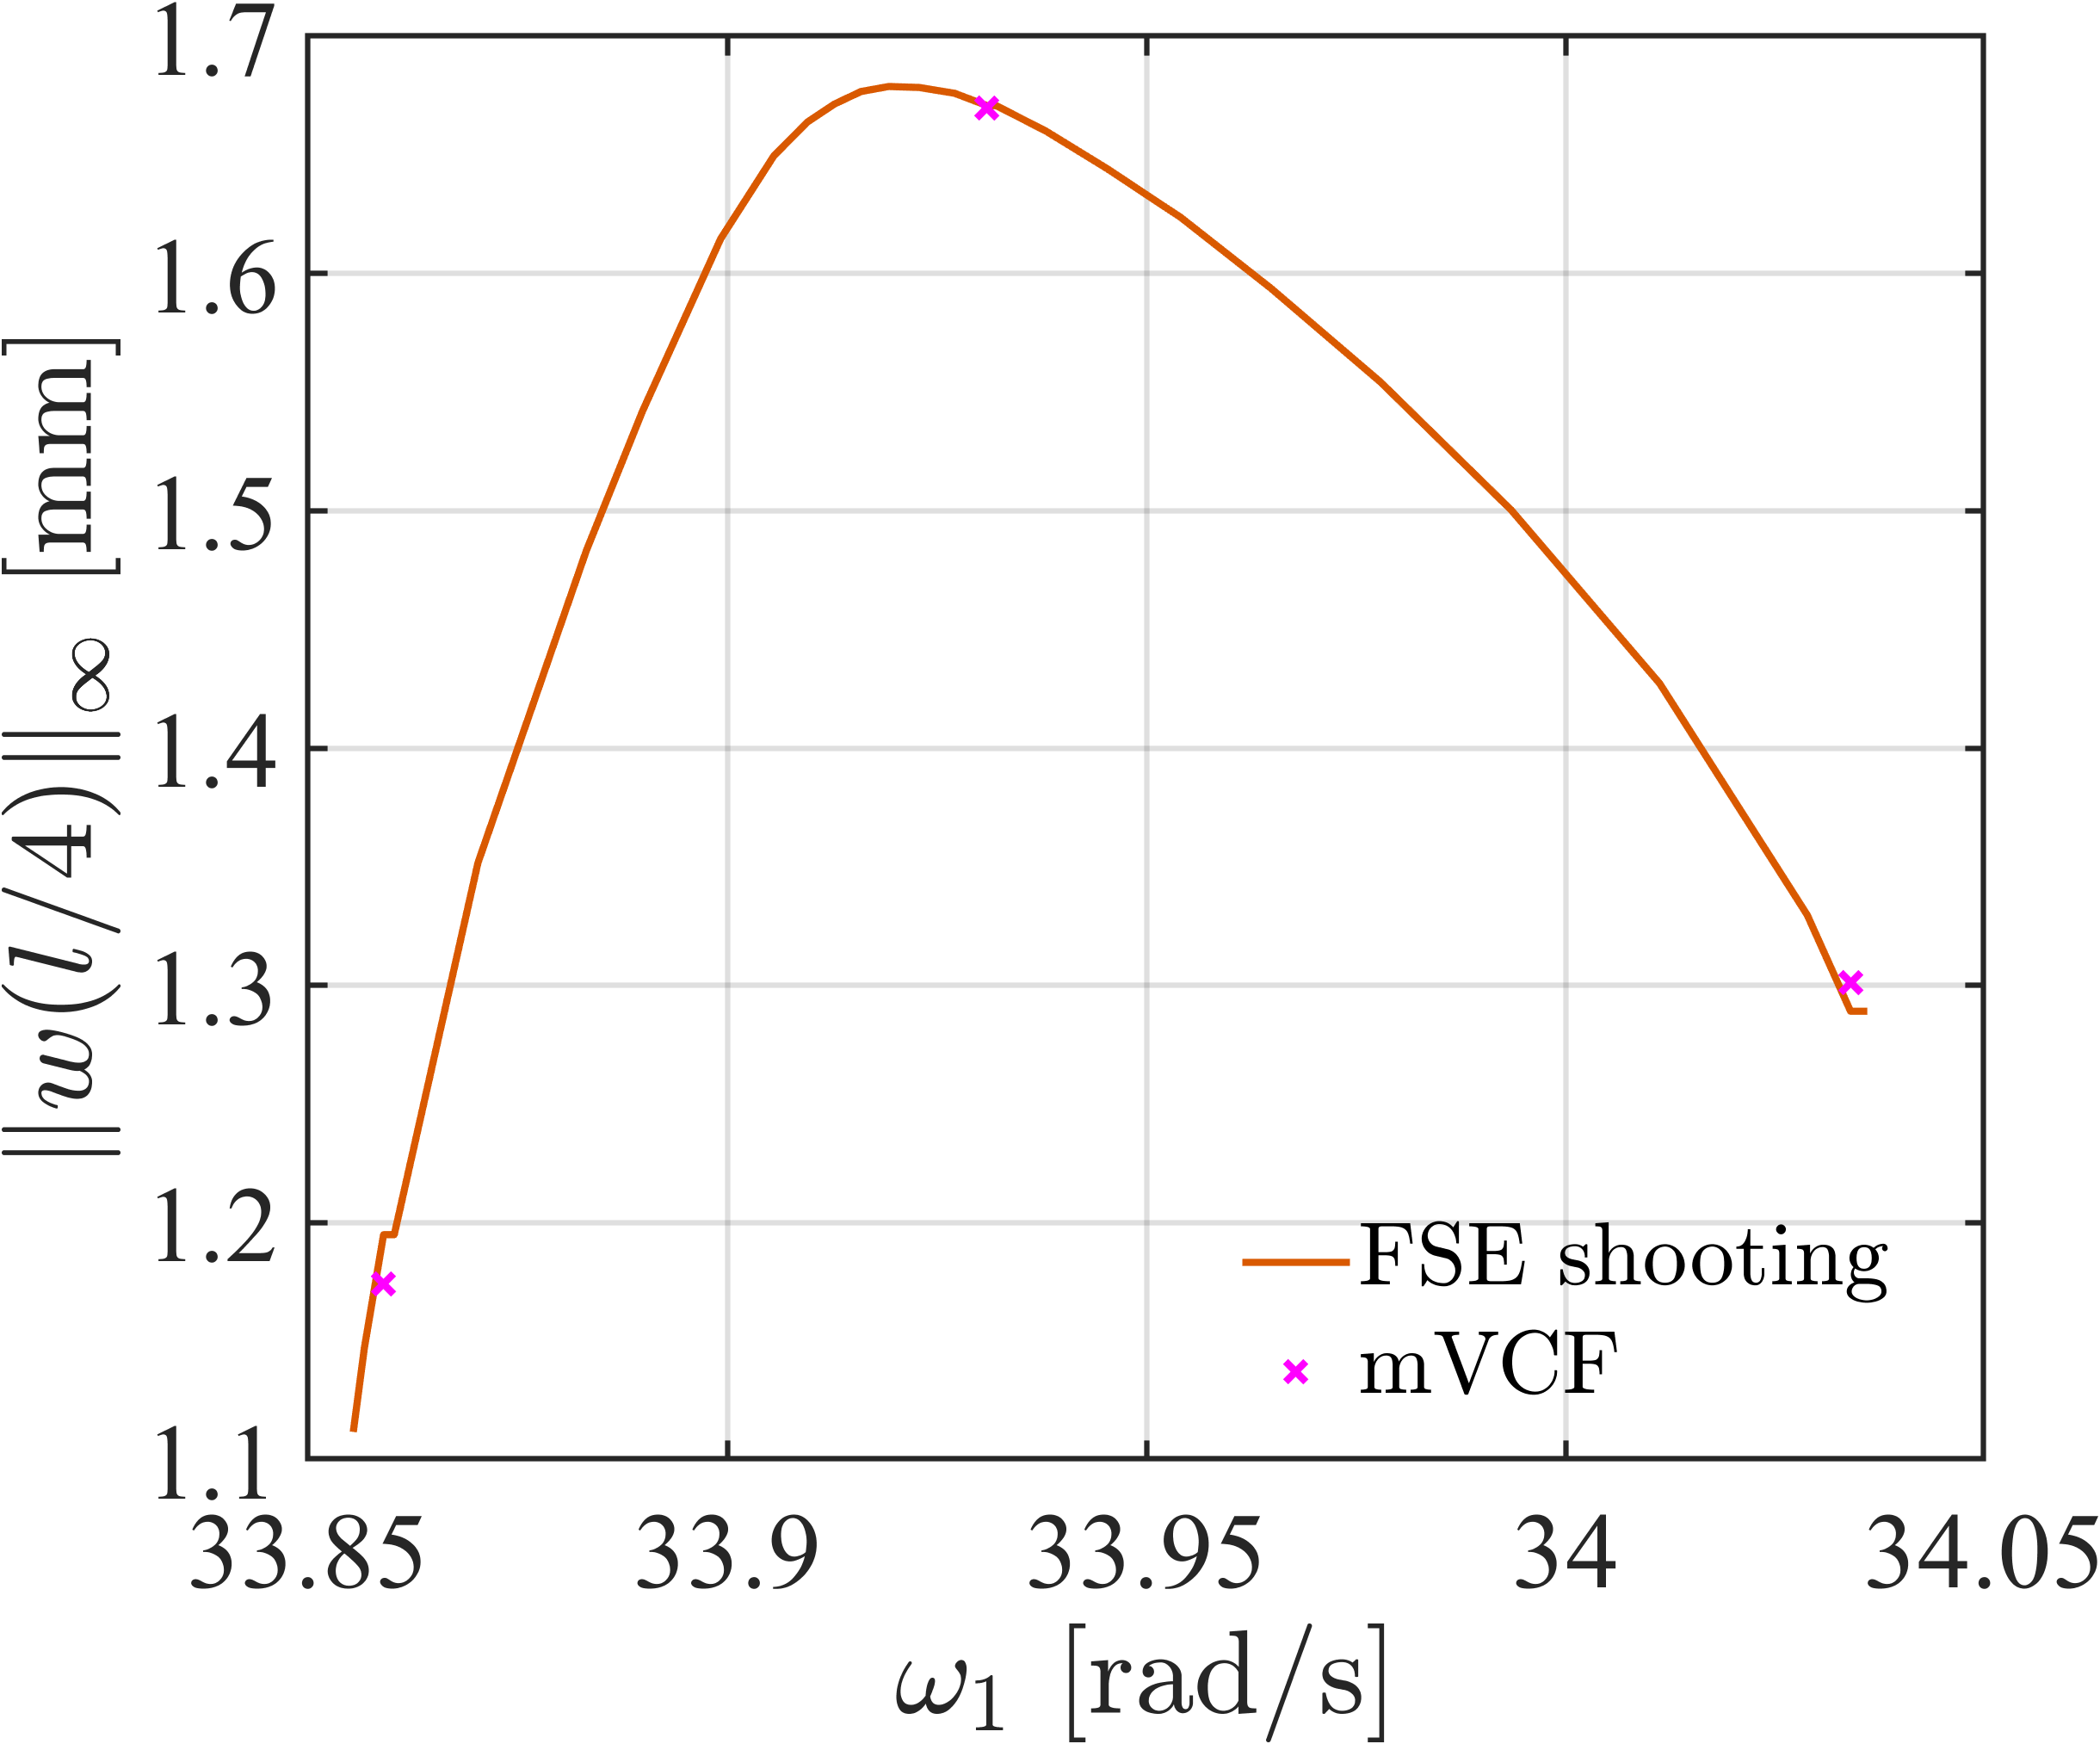 ‖w(l/4)‖∞ [mm]
1.7
1.6
1.5
1.4
1.3
1.2
1.1
FSE shooting
mVCF
33.85 33.9 33.95 34 34.05
ω₁ [rad/s]